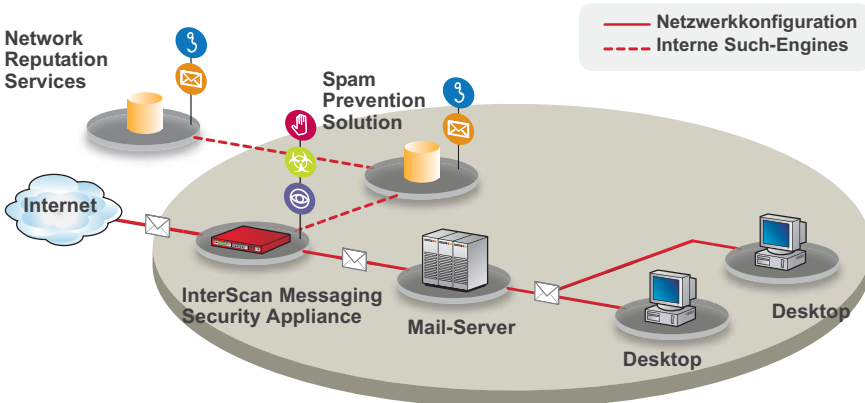 Network
Reputation
Services
Spam
Prevention
Solution
Netzwerkkonfiguration
Interne Such-Engines
Internet
InterScan Messaging
Security Appliance
Mail-Server
Desktop
Desktop